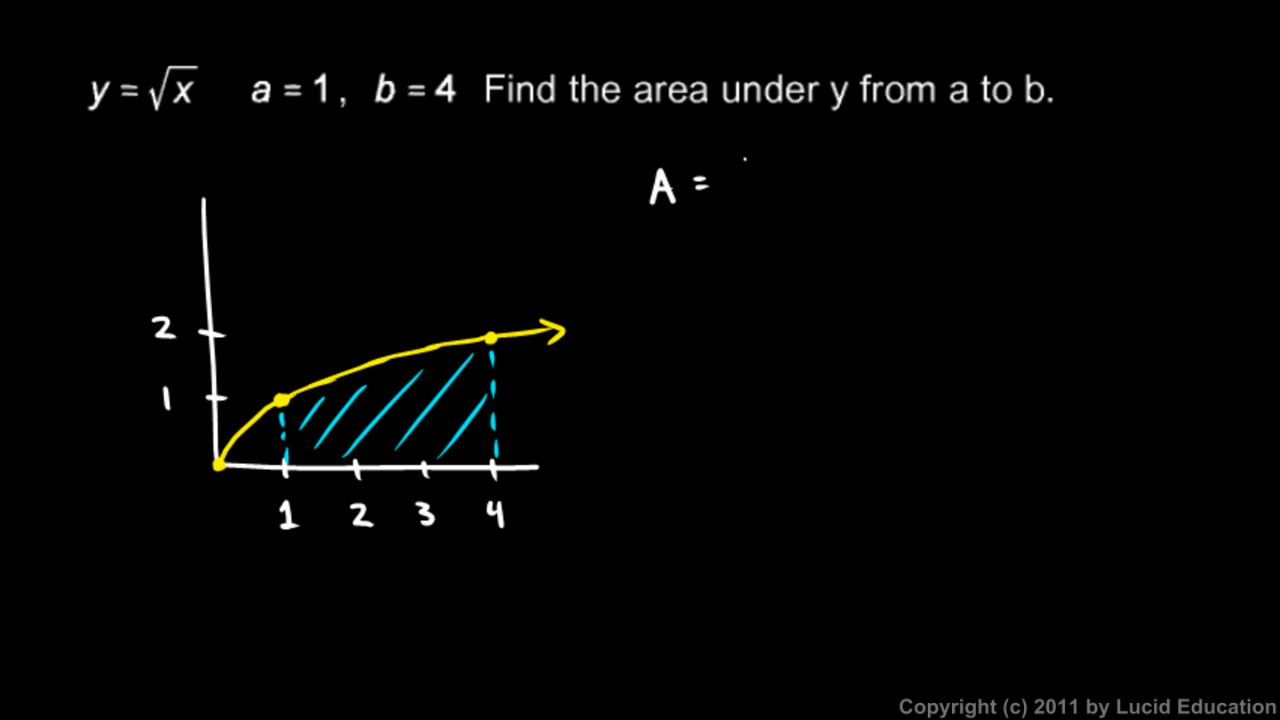 y = √x a = 1, b = 4 Find the area under y from a to b.
A =
2
1
1 2 3 4
Copyright (c) 2011 by Lucid Education